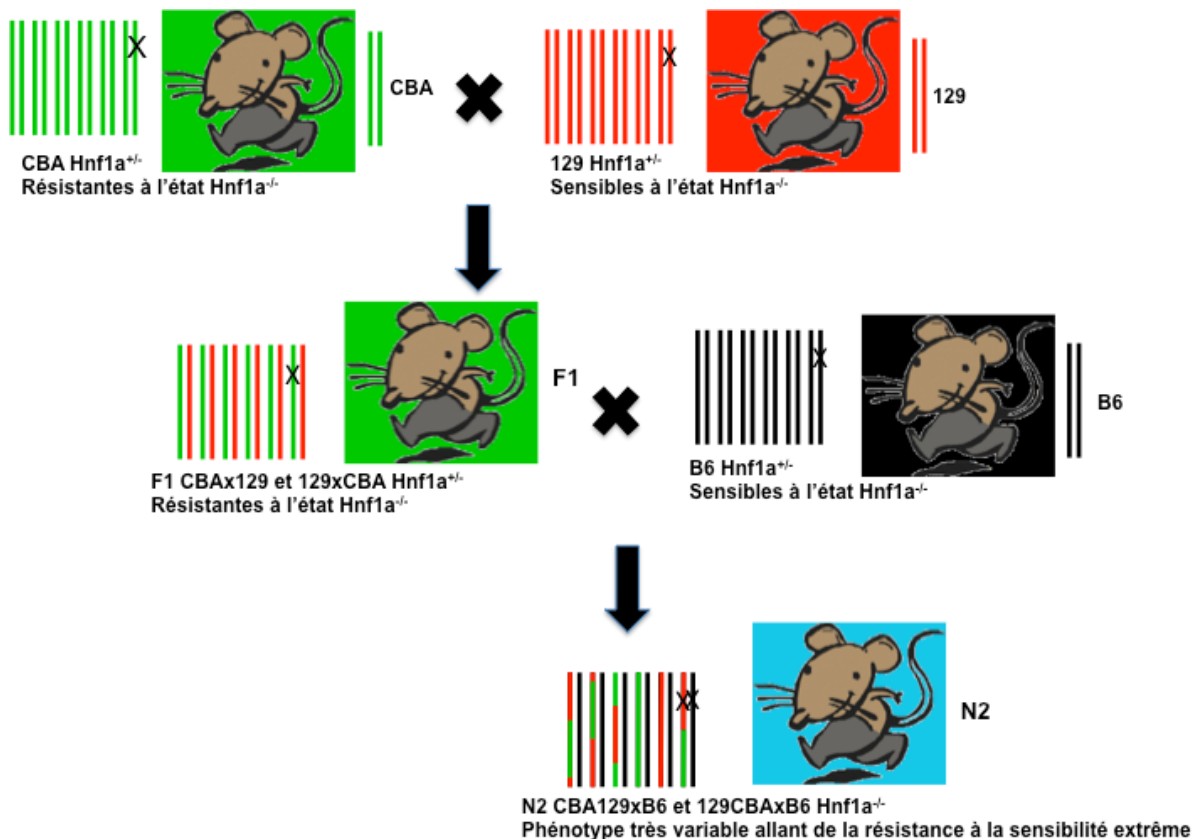 CBA
129
CBA Hnf1a+/-
Résistantes à l'état Hnf1a-/-
129 Hnf1a+/-
Sensibles à l'état Hnf1a-/-
F1
B6
F1 CBAx129 et 129xCBA Hnf1a+/-
Résistantes à l'état Hnf1a-/-
B6 Hnf1a+/-
Sensibles à l'état Hnf1a-/-
N2
N2 CBA129xB6 et 129CBAxB6 Hnf1a-/-
Phénotype très variable allant de la résistance à la sensibilité extrême